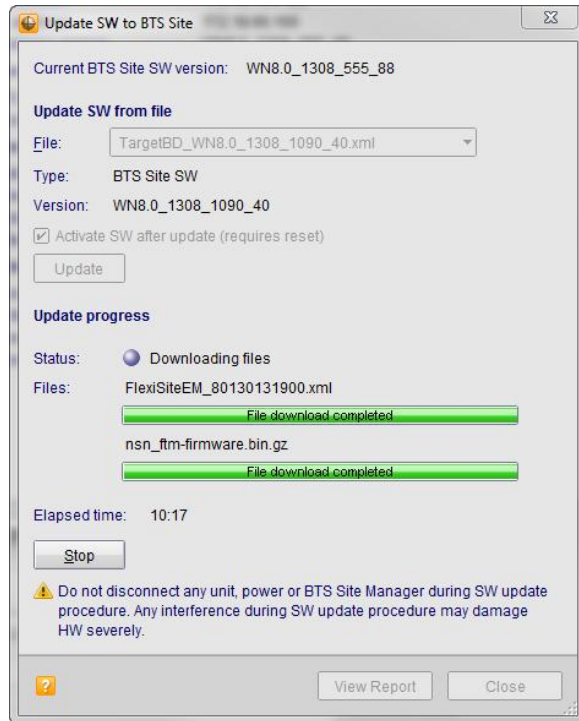 Update SW to BTS Site
Current BTS Site SW version: WN8.0_1308_555_88
Update SW from file
File: TargetBD_WN8.0_1308_1090_40.xml
Type: BTS Site SW
Version: WN8.0_1308_1090_40
Activate SW after update (requires reset)
Update
Update progress
Status: Downloading files
Files: FlexiSiteEM_80130131900.xml
File download completed
nsn_ftm-firmware.bin.gz
File download completed
Elapsed time: 10:17
Stop
Do not disconnect any unit, power or BTS Site Manager during SW update
procedure. Any interference during SW update procedure may damage
HW severely.
? View Report Close